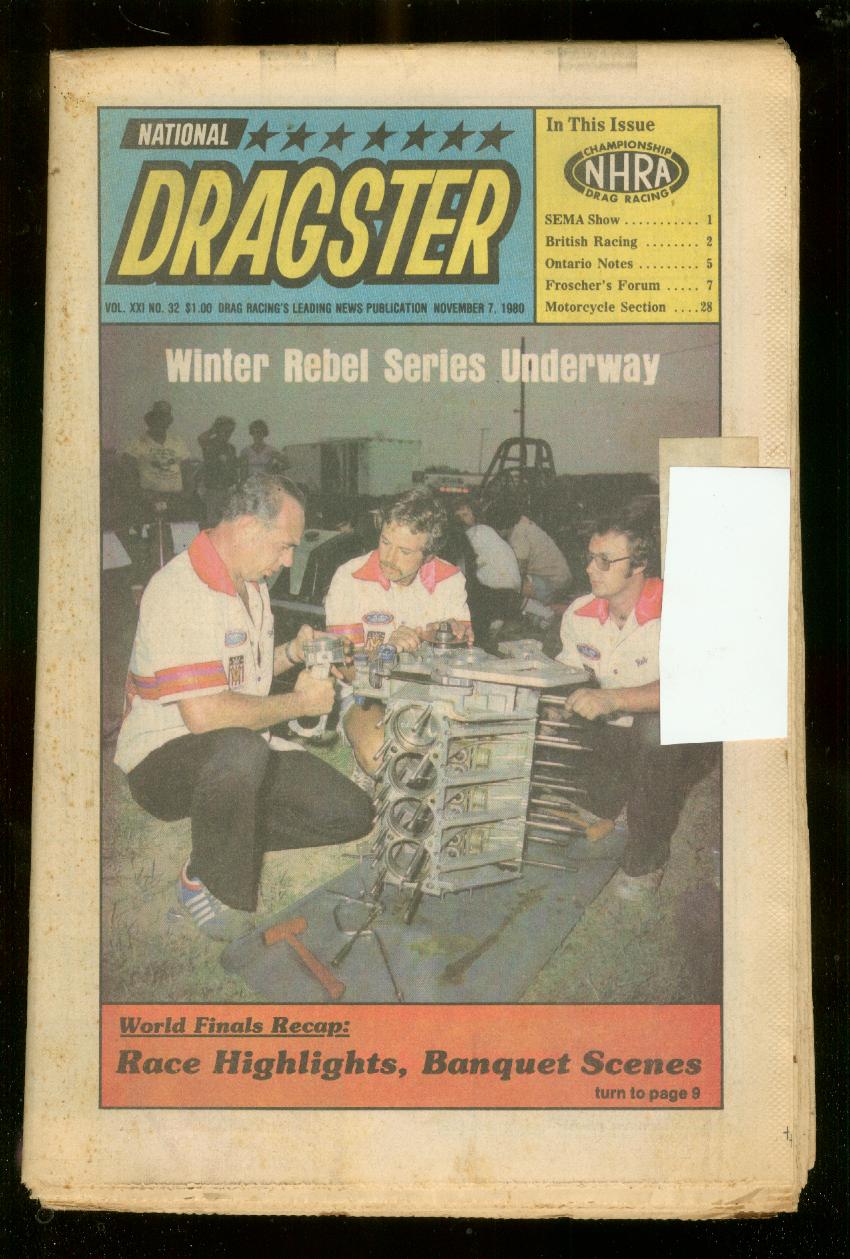 NATIONAL
DRAGSTER
VOL. XXI NO. 32 $1.00 DRAG RACING'S LEADING NEWS PUBLICATION NOVEMBER 7, 1980
In This Issue
CHAMPIONSHIP
NHRA
DRAG RACING
SEMA Show ........... 1
British Racing ........ 2
Ontario Notes ......... 5
Froscher's Forum ..... 7
Motorcycle Section ....28
Winter Rebel Series Underway
World Finals Recap:
Race Highlights, Banquet Scenes
turn to page 9